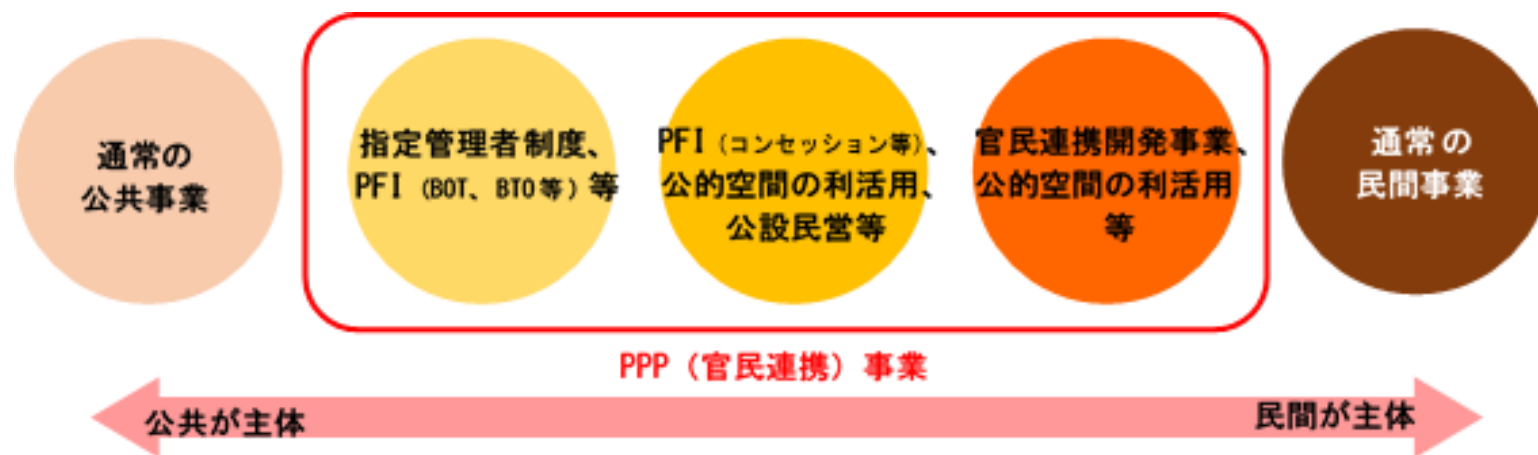 通常の
公共事業
指定管理者制度、
PFI（BOT、BTO等）等
PFI（コンセッション等）、
公的空間の利活用、
公設民営等
官民連携開発事業、
公的空間の利活用
等
通常の
民間事業
PPP（官民連携）事業
公共が主体
民間が主体